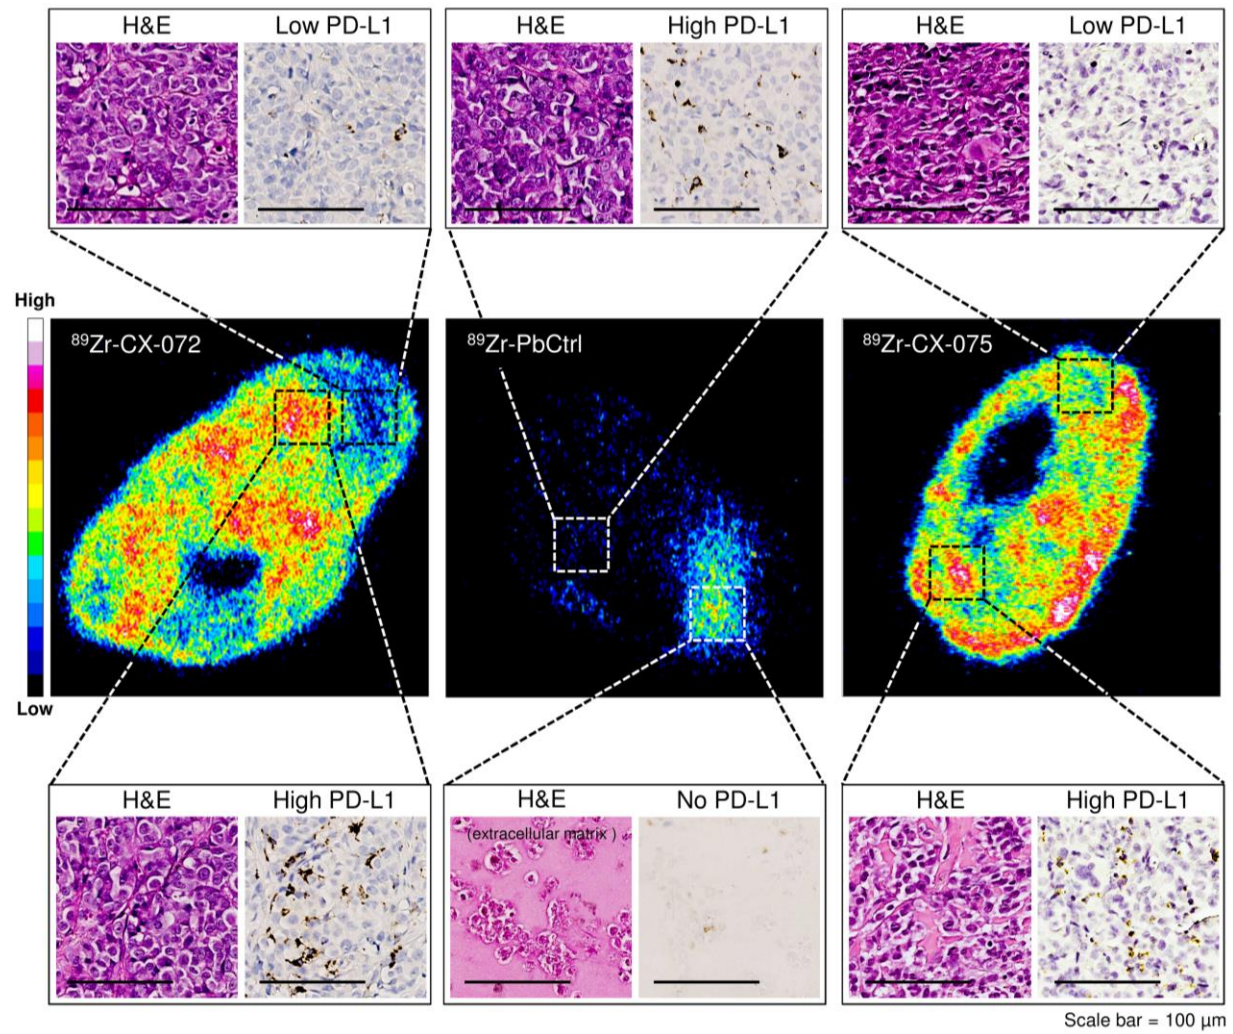 H&E Low PD-L1
H&E High PD-L1
H&E Low PD-L1
High
⁸⁹Zr-CX-072
⁸⁹Zr-PbCtrl
⁸⁹Zr-CX-075
Low
H&E High PD-L1
H&E No PD-L1
(extracellular matrix )
H&E High PD-L1
Scale bar = 100 µm